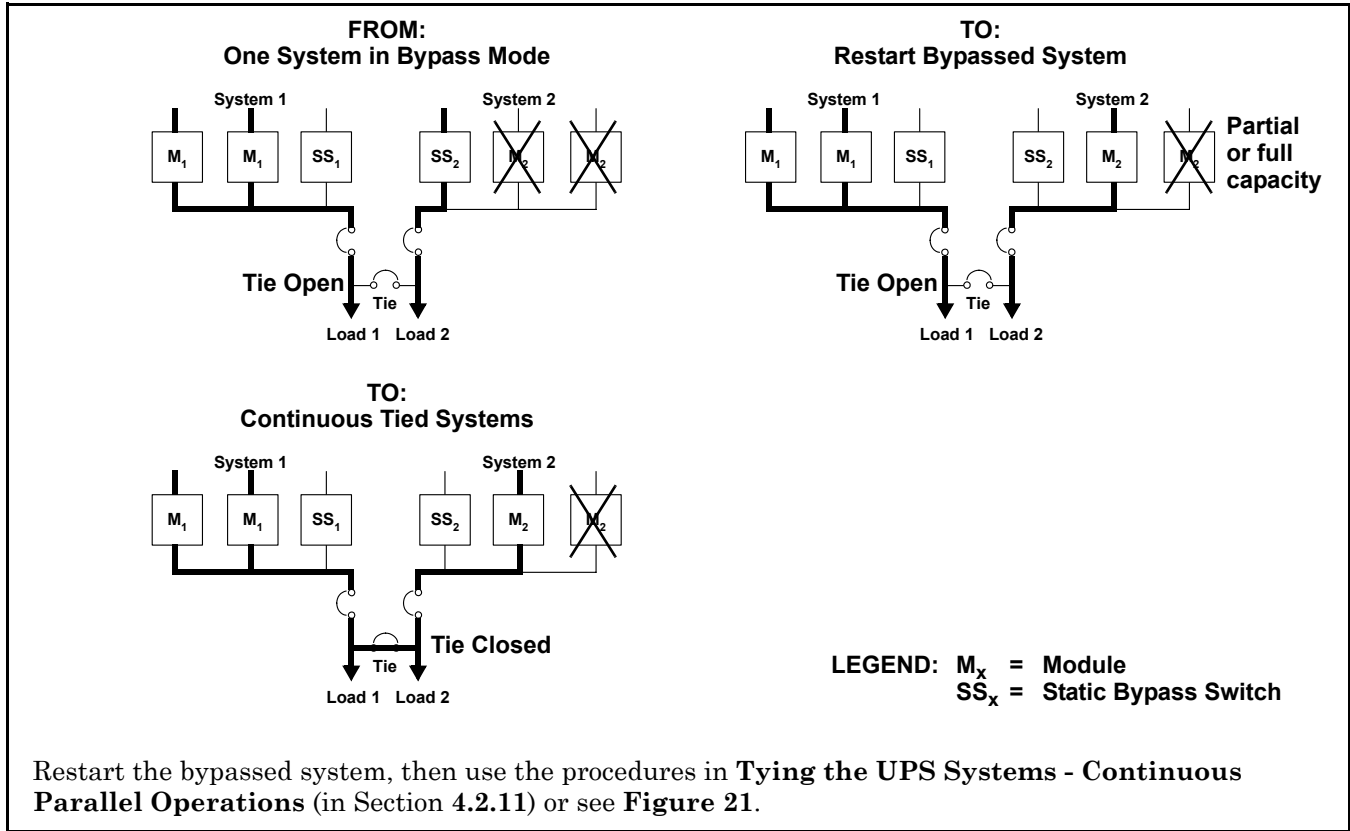 FROM:
One System in Bypass Mode
System 1
System 2
M1
M1
SS1
SS2
M2
M2
Tie Open
Tie
Load 1 Load 2
TO:
Restart Bypassed System
System 1
System 2
M1
M1
SS1
SS2
M2
M2
Partial
or full
capacity
Tie Open
Tie
Load 1 Load 2
TO:
Continuous Tied Systems
System 1
System 2
M1
M1
SS1
SS2
M2
M2
Tie Closed
Tie
Load 1 Load 2
LEGEND: Mx = Module
SSx = Static Bypass Switch
Restart the bypassed system, then use the procedures in Tying the UPS Systems - Continuous
Parallel Operations (in Section 4.2.11) or see Figure 21.